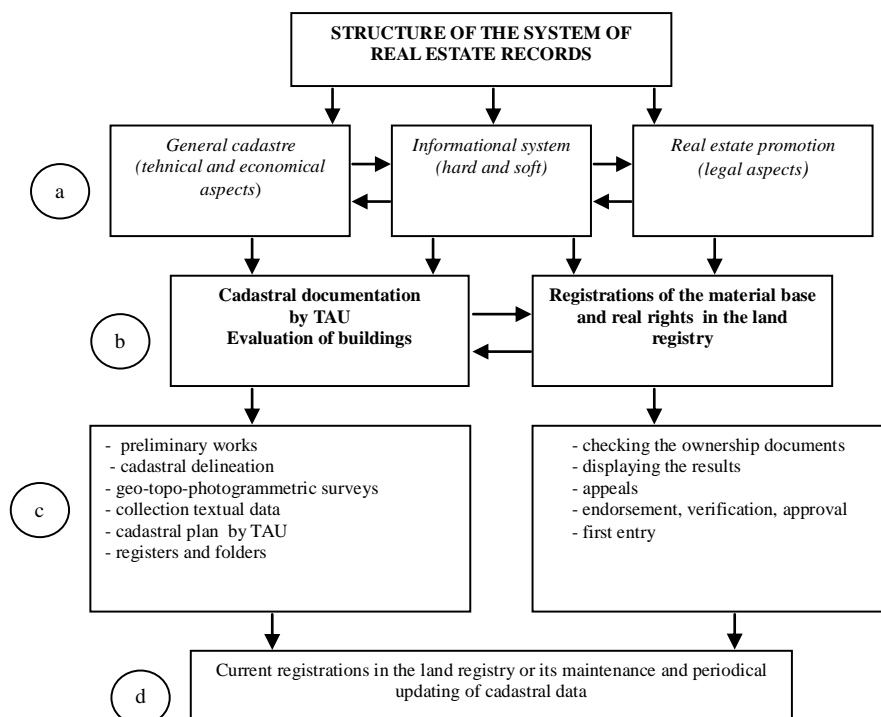 STRUCTURE OF THE SYSTEM OF
REAL ESTATE RECORDS
General cadastre
(tehnical and economical
aspects)
Informational system
(hard and soft)
Real estate promotion
(legal aspects)
a
Cadastral documentation
by TAU
Evaluation of buildings
Registrations of the material base
and real rights in the land
registry
b
- preliminary works
- cadastral delineation
- geo-topo-photogrammetric surveys
- collection textual data
- cadastral plan by TAU
- registers and folders
- checking the ownership documents
- displaying the results
- appeals
- endorsement, verification, approval
- first entry
c
Current registrations in the land registry or its maintenance and periodical
updating of cadastral data
d